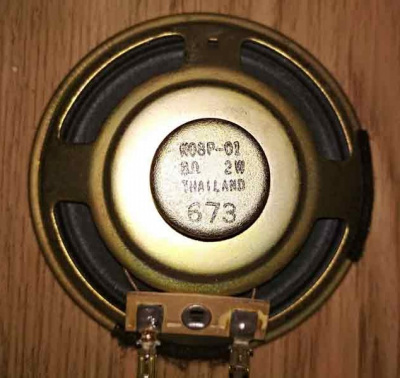 K08P-01
8Ω 2W
THAILAND
673